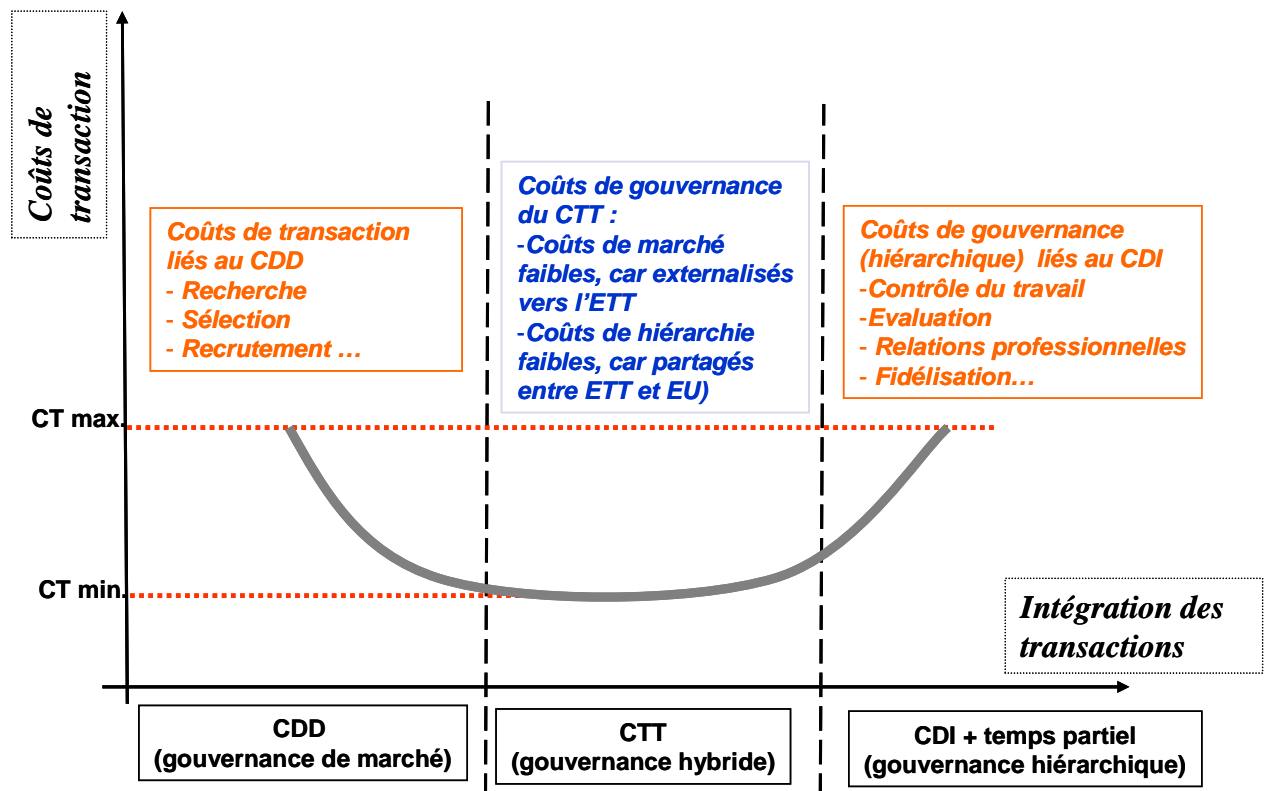 Coûts de
transaction
Coûts de transaction
liés au CDD
- Recherche
- Sélection
- Recrutement …
Coûts de gouvernance
du CTT :
-Coûts de marché
faibles, car externalisés
vers l’ETT
-Coûts de hiérarchie
faibles, car partagés
entre ETT et EU)
Coûts de gouvernance
(hiérarchique) liés au CDI
-Contrôle du travail
-Evaluation
- Relations professionnelles
- Fidélisation…
CT max.
CT min.
Intégration des
transactions
CDD
(gouvernance de marché)
CTT
(gouvernance hybride)
CDI + temps partiel
(gouvernance hiérarchique)